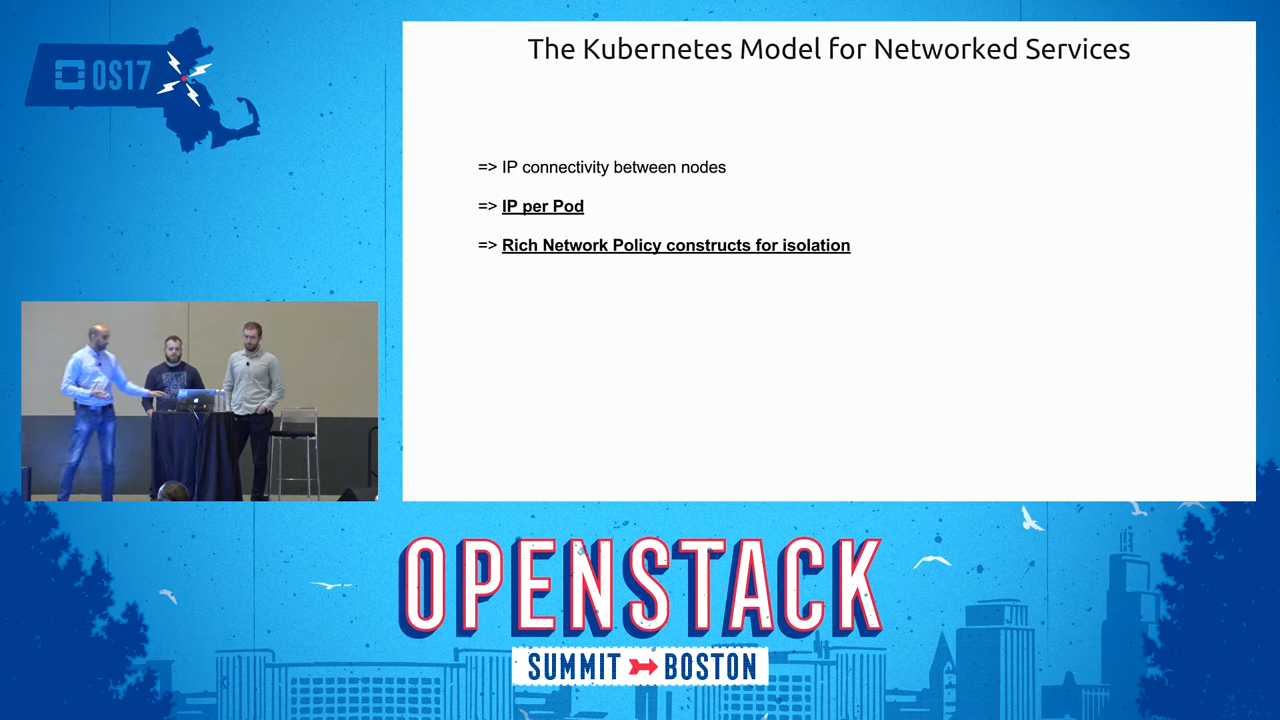 OS17
The Kubernetes Model for Networked Services
=> IP connectivity between nodes
=> IP per Pod
=> Rich Network Policy constructs for isolation
OPENSTACK
SUMMIT BOSTON